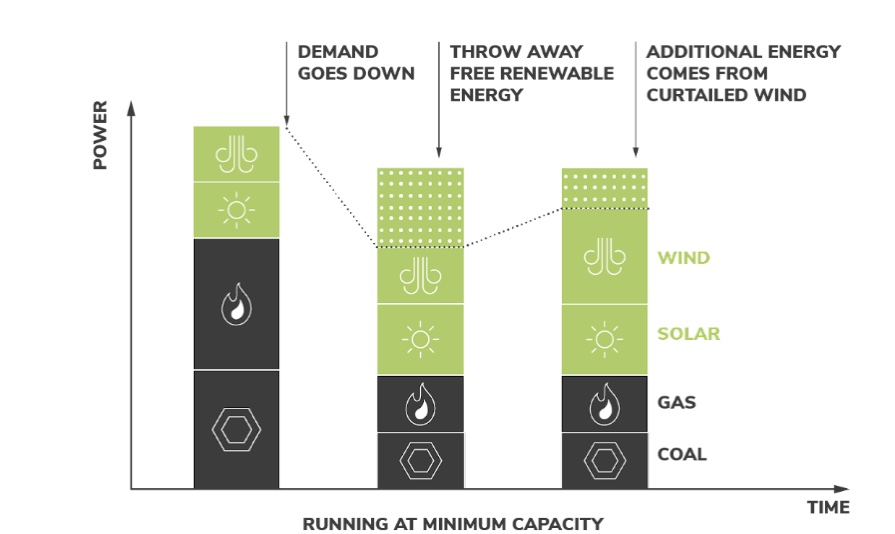 DEMAND
GOES DOWN
THROW AWAY
FREE RENEWABLE
ENERGY
ADDITIONAL ENERGY
COMES FROM
CURTAILED WIND
POWER
WIND
SOLAR
GAS
COAL
TIME
RUNNING AT MINIMUM CAPACITY